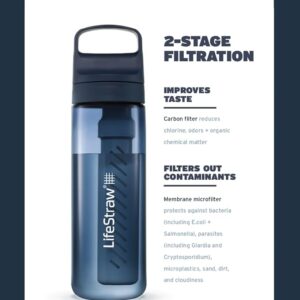 2-STAGE
FILTRATION
IMPROVES
TASTE
Carbon filter reduces
chlorine, odors + organic
chemical matter
FILTERS OUT
CONTAMINANTS
Membrane microfilter
protects against bacteria
(including E.coli +
Salmonella), parasites
(including Giardia and
Cryptosporidium),
microplastics, sand, dirt, and
cloudiness
LifeStraw®